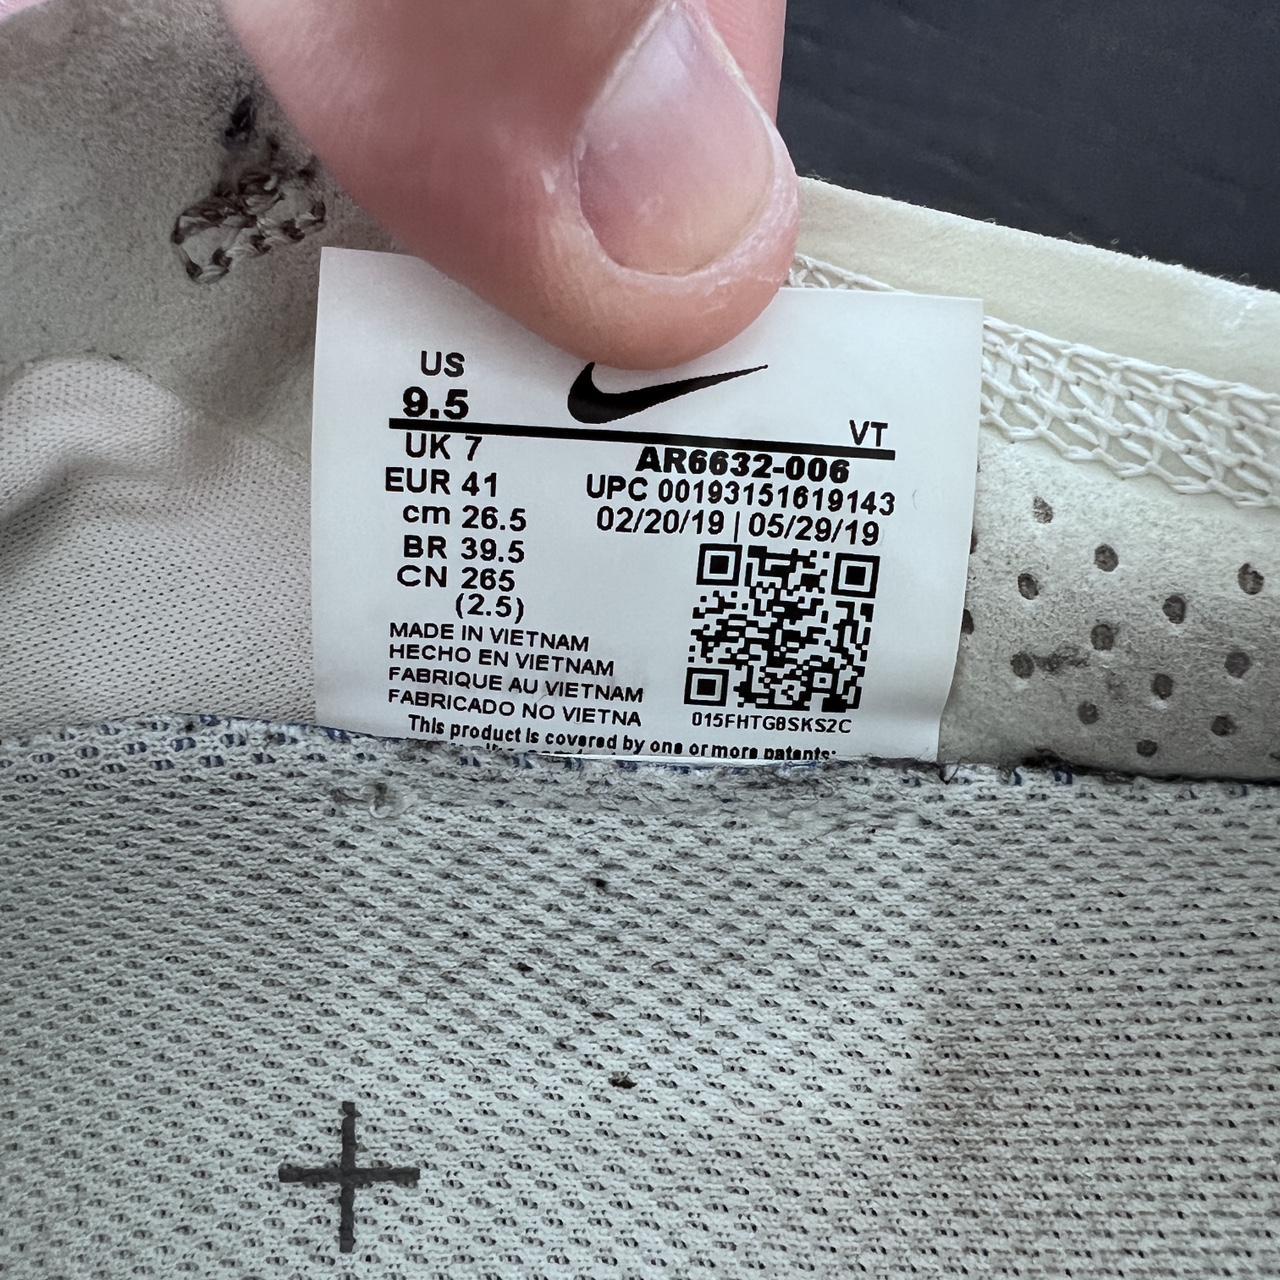 US
9.5
VT
UK 7
EUR 41
cm 26.5
BR 39.5
CN 265
(2.5)
AR6632-006
UPC 00193151619143
02/20/19 | 05/29/19
MADE IN VIETNAM
HECHO EN VIETNAM
FABRIQUE AU VIETNAM
FABRICADO NO VIETNA
015FHTG8SKS2C
This product is covered by one or more patents: